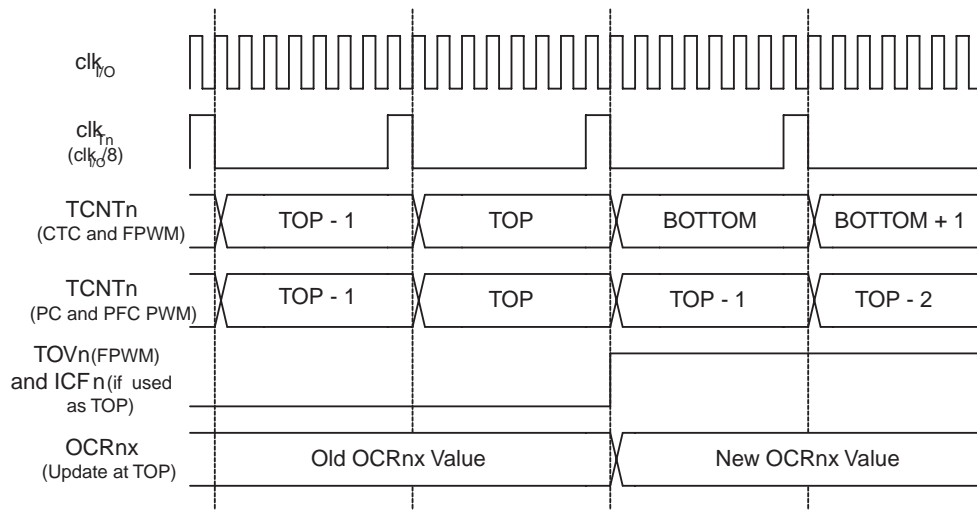 clkI/O
clkTn
(clkI/O/8)
TCNTn
(CTC and FPWM)
TOP - 1
TOP
BOTTOM
BOTTOM + 1
TCNTn
(PC and PFC PWM)
TOP - 1
TOP
TOP - 1
TOP - 2
TOVn(FPWM)
and ICFn(if used
as TOP)
OCRnx
(Update at TOP)
Old OCRnx Value
New OCRnx Value